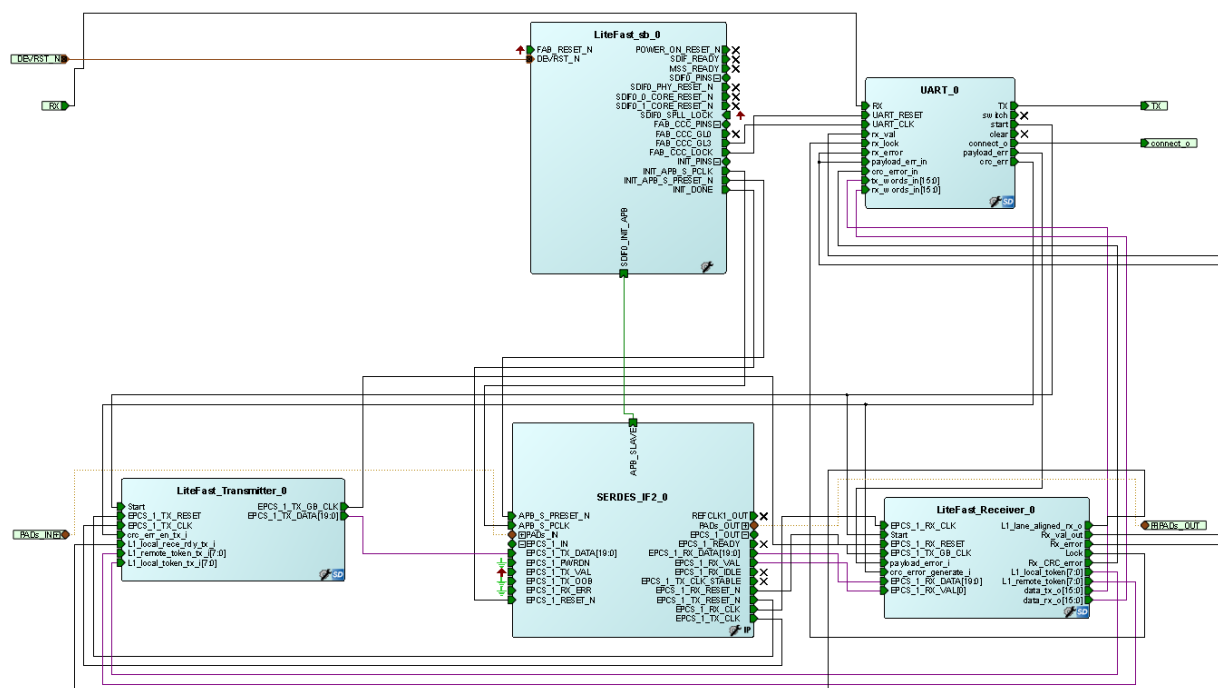 LiteFast_sb_0
FAB_RESET_N
DEVRST_N
POWER_ON_RESET_N
SDIF_READY
MSS_READY
SDIF0_PINS
SDIF0_PHY_RESET_N
SDIF0_0_CORE_RESET_N
SDIF0_1_CORE_RESET_N
SDIF0_SPLL_LOCK
FAB_CCC_PINS
FAB_CCC_GL0
FAB_CCC_GL3
FAB_CCC_LOCK
INIT_PINS
INIT_APB_S_PCLK
INIT_APB_S_PRESET_N
INIT_DONE
SDIF0_INIT_APB
DEVRST_N
RX
UART_0
RX
UART_RESET
UART_CLK
rx_val
rx_lock
rx_error
payload_err_in
crc_error_in
tx_words_in[15:0]
rx_words_in[15:0]
TX
switch
start
clear
connect_o
payload_err
crc_err
SD
TX
connect_o
PADs_IN
LiteFast_Transmitter_0
Start
EPCS_1_TX_RESET
EPCS_1_TX_CLK
crc_err_en_tx_i
L1_local_rece_rdy_tx_i
L1_remote_token_tx_i[7:0]
L1_local_token_tx_i[7:0]
EPCS_1_TX_GB_CLK
EPCS_1_TX_DATA[19:0]
SD
APB_SLAVE
SERDES_IF2_0
APB_S_PRESET_N
APB_S_PCLK
PADs_IN
EPCS_1_IN
EPCS_1_TX_DATA[19:0]
EPCS_1_PWRDN
EPCS_1_TX_VAL
EPCS_1_TX_OOB
EPCS_1_RX_ERR
EPCS_1_RESET_N
REFCLK1_OUT
PADs_OUT
EPCS_1_OUT
EPCS_1_READY
EPCS_1_RX_DATA[19:0]
EPCS_1_RX_VAL
EPCS_1_RX_IDLE
EPCS_1_TX_CLK_STABLE
EPCS_1_RX_RESET_N
EPCS_1_TX_RESET_N
EPCS_1_RX_CLK
EPCS_1_TX_CLK
IP
LiteFast_Receiver_0
EPCS_1_RX_CLK
Start
EPCS_1_RX_RESET
EPCS_1_TX_GB_CLK
payload_error_i
crc_error_generate_i
EPCS_1_RX_DATA[19:0]
EPCS_1_RX_VAL[0]
L1_lane_aligned_rx_o
Rx_val_out
Rx_error
Lock
Rx_CRC_error
L1_local_token[7:0]
L1_remote_token[7:0]
data_tx_o[15:0]
data_rx_o[15:0]
SD
PADs_OUT